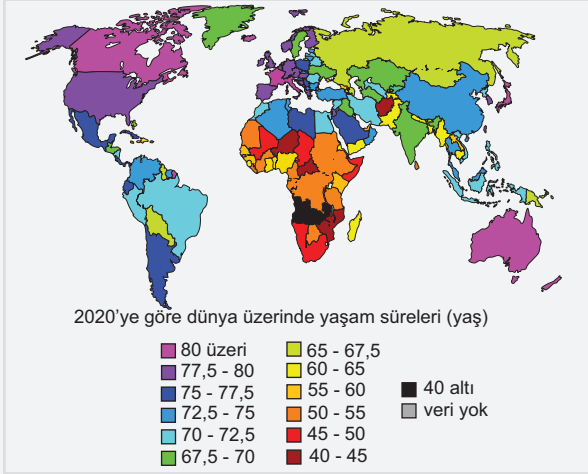 2020'ye göre dünya üzerinde yaşam süreleri (yaş)
80 üzeri
77,5 - 80
75 - 77,5
72,5 - 75
70 - 72,5
67,5 - 70
65 - 67,5
60 - 65
55 - 60
50 - 55
45 - 50
40 - 45
40 altı
veri yok